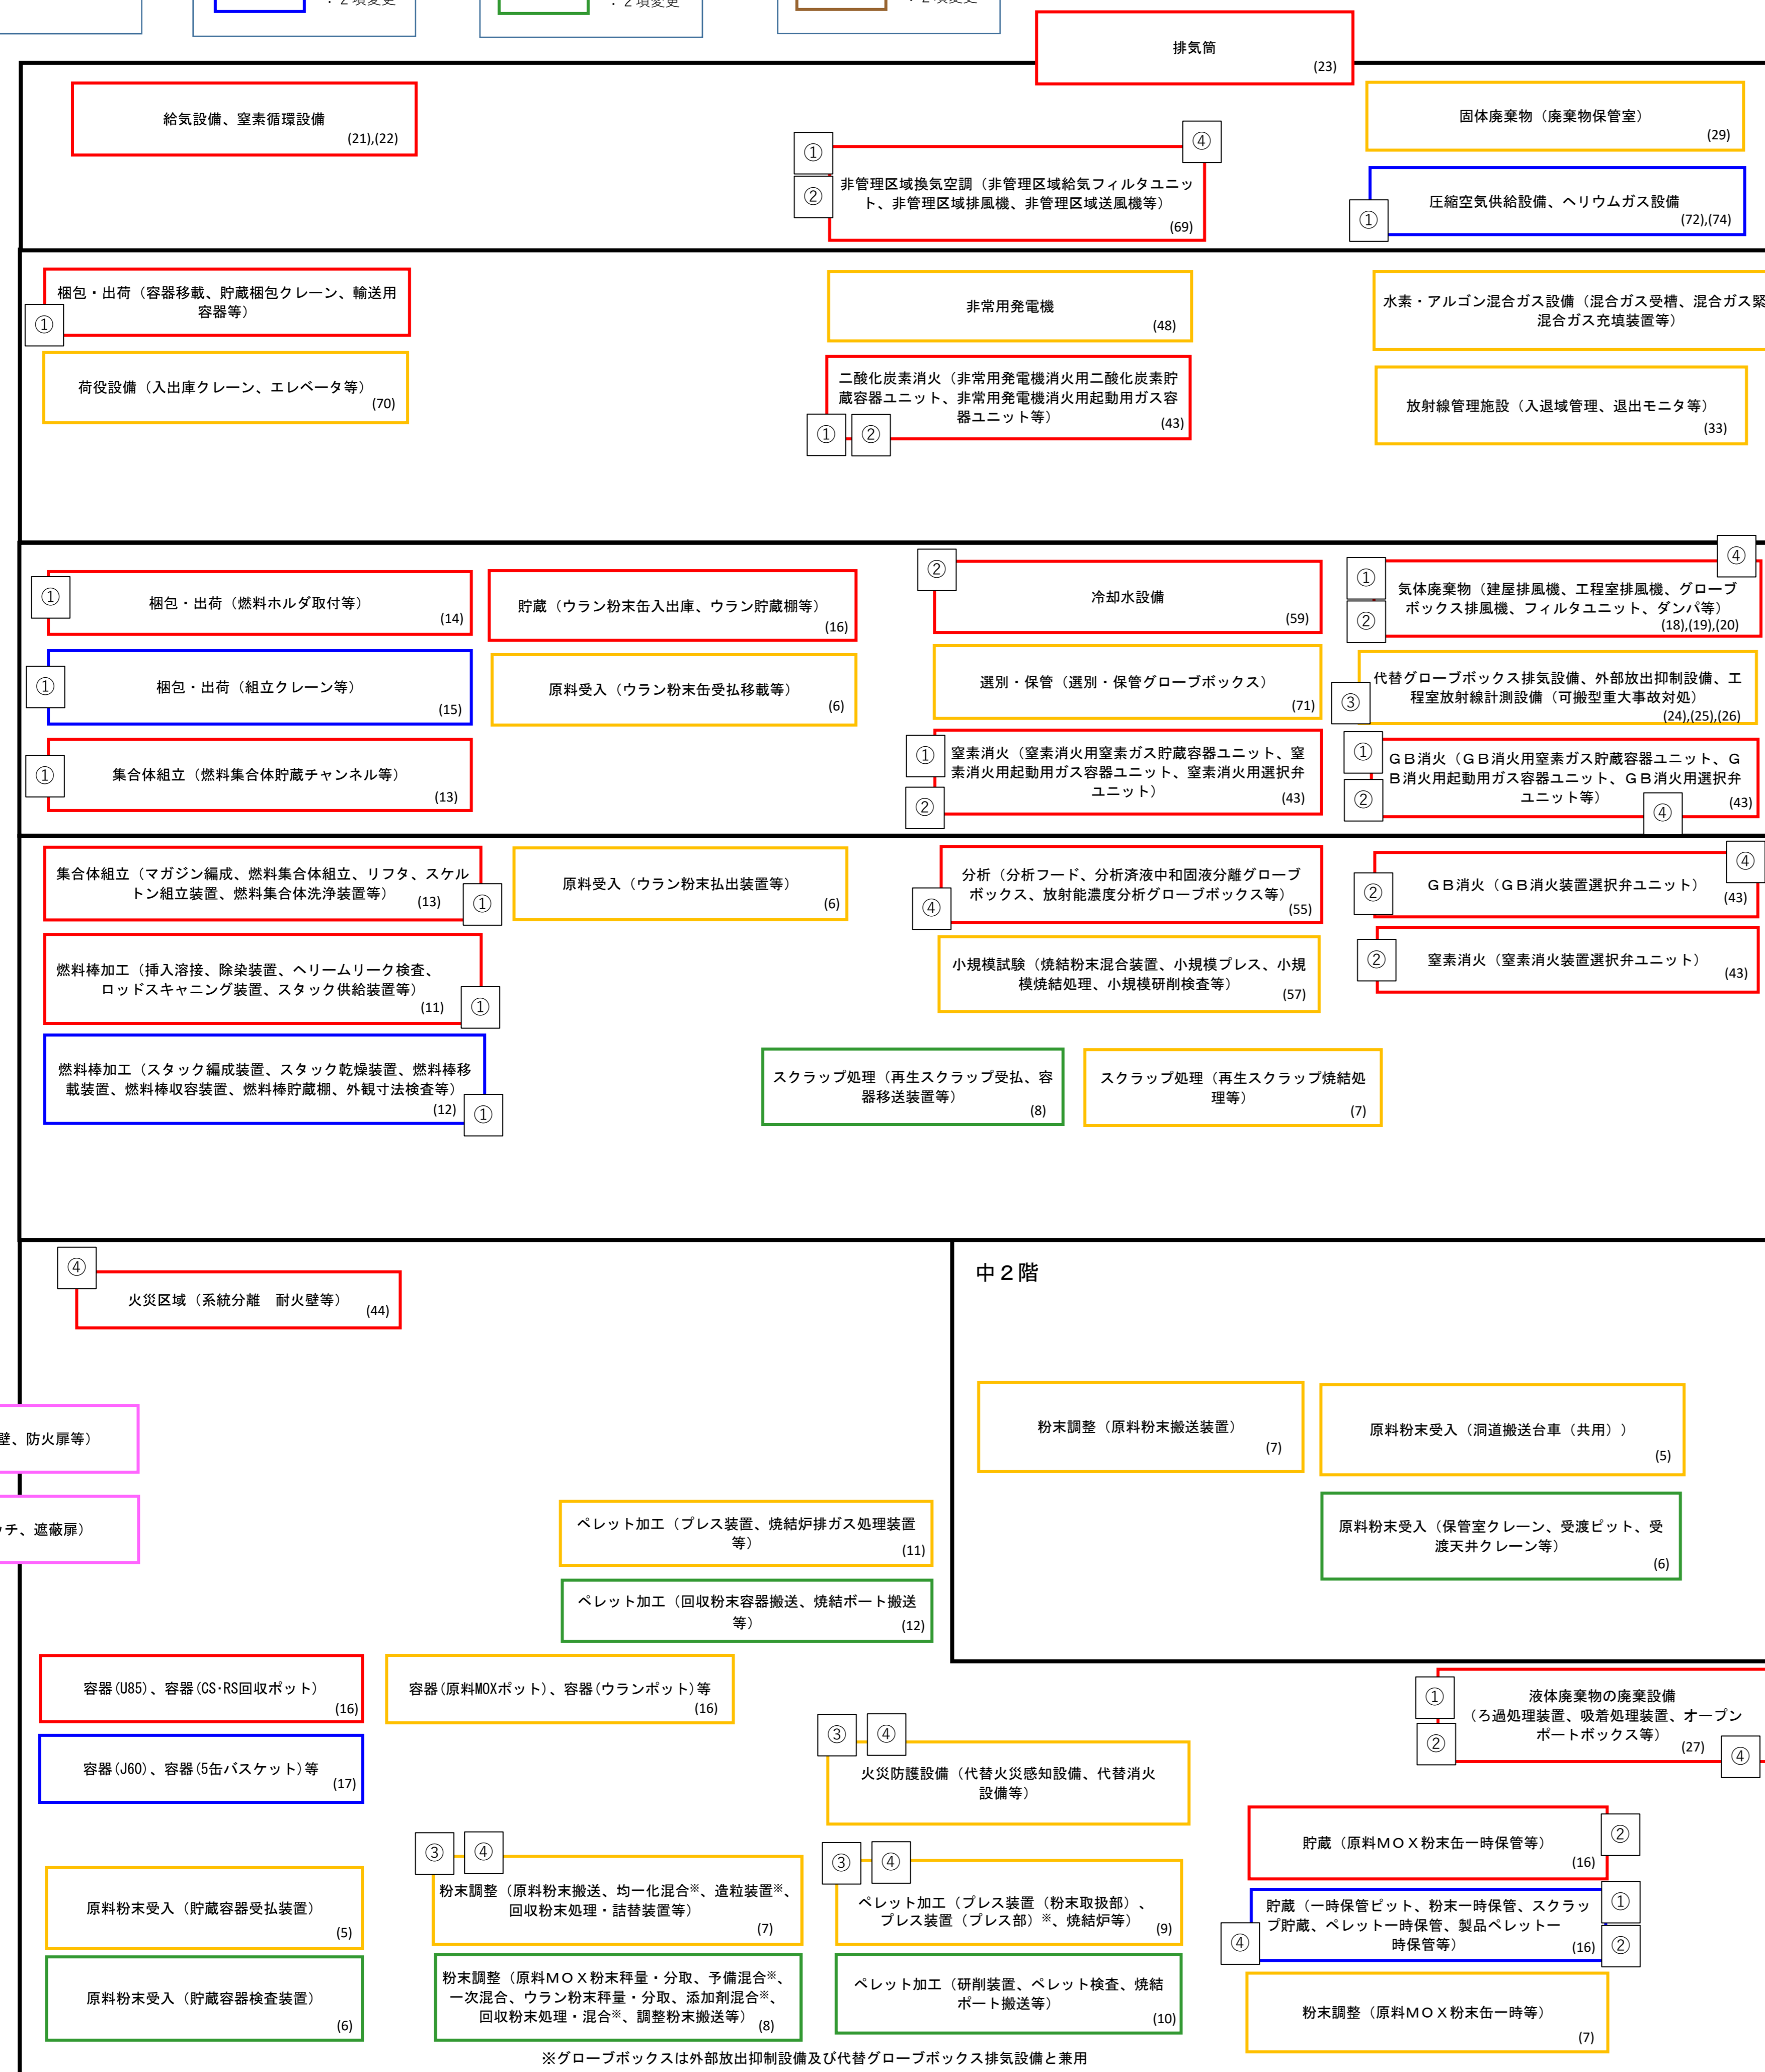 ：２項変更
：２項変更
：２項変更
排気筒
(23)
給気設備、窒素循環設備
(21),(22)
①
②
④
非管理区域換気空調（非管理区域給気フィルタユニッ
ト、非管理区域排風機、非管理区域送風機等）
(69)
固体廃棄物（廃棄物保管室）
(29)
圧縮空気供給設備、ヘリウムガス設備
(72),(74)
①
梱包・出荷（容器移載、貯蔵梱包クレーン、輸送用
容器等）
①
荷役設備（入出庫クレーン、エレベータ等）
(70)
非常用発電機
(48)
二酸化炭素消火（非常用発電機消火用二酸化炭素貯
蔵容器ユニット、非常用発電機消火用起動用ガス容
器ユニット等）
(43)
①
②
水素・アルゴン混合ガス設備（混合ガス受槽、混合ガス緊
混合ガス充填装置等）
放射線管理施設（入退域管理、退出モニタ等）
(33)
①
梱包・出荷（燃料ホルダ取付等）
(14)
貯蔵（ウラン粉末缶入出庫、ウラン貯蔵棚等）
(16)
②
冷却水設備
(59)
①
②
④
気体廃棄物（建屋排風機、工程室排風機、グローブ
ボックス排風機、フィルタユニット、ダンパ等）
(18),(19),(20)
①
梱包・出荷（組立クレーン等）
(15)
原料受入（ウラン粉末缶受払移載等）
(6)
選別・保管（選別・保管グローブボックス）
(71)
③
代替グローブボックス排気設備、外部放出抑制設備、工
程室放射線計測設備（可搬型重大事故対処）
(24),(25),(26)
①
集合体組立（燃料集合体貯蔵チャンネル等）
(13)
①
②
窒素消火（窒素消火用窒素ガス貯蔵容器ユニット、窒
素消火用起動用ガス容器ユニット、窒素消火用選択弁
ユニット）
(43)
①
②
ＧＢ消火（ＧＢ消火用窒素ガス貯蔵容器ユニット、Ｇ
Ｂ消火用起動用ガス容器ユニット、ＧＢ消火用選択弁
ユニット等）
④
(43)
集合体組立（マガジン編成、燃料集合体組立、リフタ、スケル
トン組立装置、燃料集合体洗浄装置等）
(13)
①
原料受入（ウラン粉末払出装置等）
(6)
分析（分析フード、分析済液中和固液分離グローブ
ボックス、放射能濃度分析グローブボックス等）
④
(55)
②
④
ＧＢ消火（ＧＢ消火装置選択弁ユニット）
(43)
燃料棒加工（挿入溶接、除染装置、ヘリームリーク検査、
ロッドスキャニング装置、スタック供給装置等）
(11)
①
小規模試験（焼結粉末混合装置、小規模プレス、小規
模焼結処理、小規模研削検査等）
(57)
②
窒素消火（窒素消火装置選択弁ユニット）
(43)
燃料棒加工（スタック編成装置、スタック乾燥装置、燃料棒移
載装置、燃料棒収容装置、燃料棒貯蔵棚、外観寸法検査等）
(12)
①
スクラップ処理（再生スクラップ受払、容
器移送装置等）
(8)
スクラップ処理（再生スクラップ焼結処
理等）
(7)
④
火災区域（系統分離　耐火壁等）
(44)
中２階
壁、防火扉等）
ッチ、遮蔽扉）
粉末調整（原料粉末搬送装置）
(7)
原料粉末受入（洞道搬送台車（共用））
(5)
原料粉末受入（保管室クレーン、受渡ピット、受
渡天井クレーン等）
(6)
ペレット加工（プレス装置、焼結炉排ガス処理装置
等）
(11)
ペレット加工（回収粉末容器搬送、焼結ボート搬送
等）
(12)
容器(U85)、容器(CS･RS回収ポット)
(16)
容器(原料MOXポット)、容器(ウランポット)等
(16)
容器(J60)、容器(5缶バスケット)等
(17)
①
②
液体廃棄物の廃棄設備
（ろ過処理装置、吸着処理装置、オープン
ポートボックス等）
(27)
④
③
④
火災防護設備（代替火災感知設備、代替消火
設備等）
貯蔵（原料ＭＯＸ粉末缶一時保管等）
(16)
②
原料粉末受入（貯蔵容器受払装置）
(5)
③
④
粉末調整（原料粉末搬送、均一化混合※、造粒装置※、
回収粉末処理・詰替装置等）
(7)
③
④
ペレット加工（プレス装置（粉末取扱部）、
プレス装置（プレス部）※、焼結炉等）
(9)
④
貯蔵（一時保管ピット、粉末一時保管、スクラッ
プ貯蔵、ペレット一時保管、製品ペレット一
時保管等）
(16)
①
②
原料粉末受入（貯蔵容器検査装置）
(6)
粉末調整（原料ＭＯＸ粉末秤量・分取、予備混合※、
一次混合、ウラン粉末秤量・分取、添加剤混合※、
回収粉末処理・混合※、調整粉末搬送等）
(8)
ペレット加工（研削装置、ペレット検査、焼結
ボート搬送等）
(10)
粉末調整（原料ＭＯＸ粉末缶一時等）
(7)
※グローブボックスは外部放出抑制設備及び代替グローブボックス排気設備と兼用